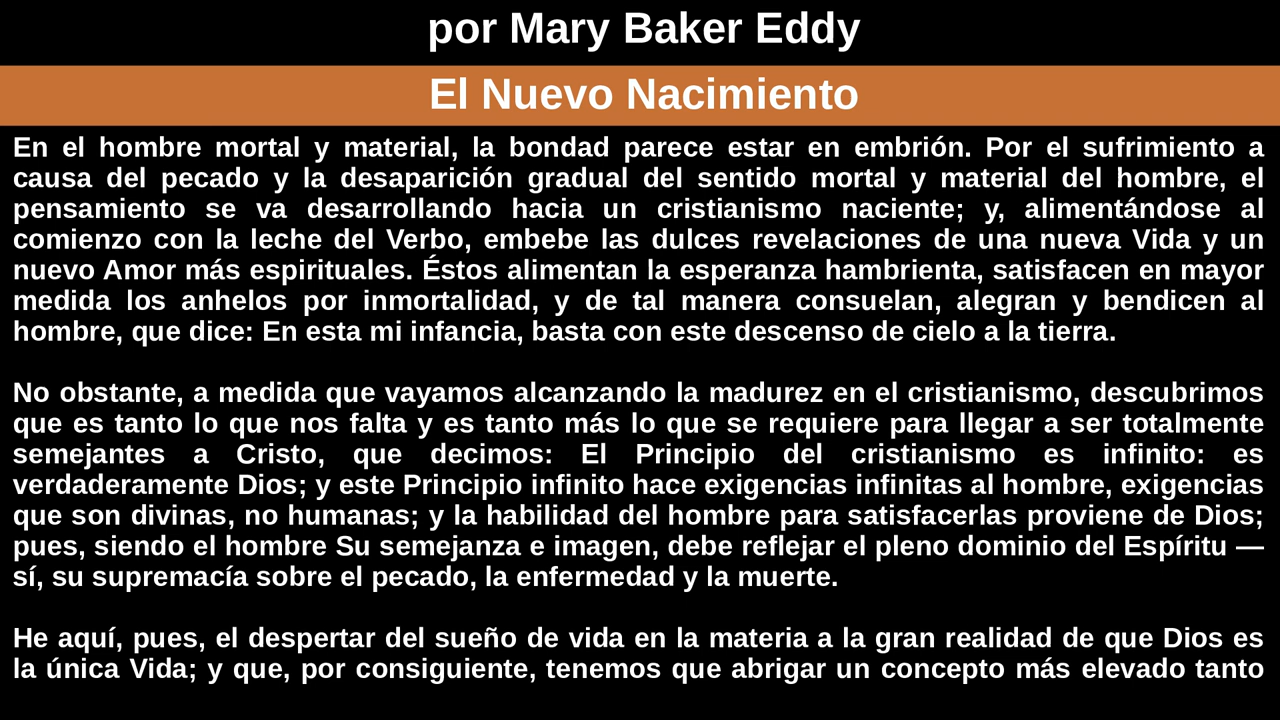 por Mary Baker Eddy
El Nuevo Nacimiento
En el hombre mortal y material, la bondad parece estar en embrión. Por el sufrimiento a
causa del pecado y la desaparición gradual del sentido mortal y material del hombre, el
pensamiento se va desarrollando hacia un cristianismo naciente; y, alimentándose al
comienzo con la leche del Verbo, embebe las dulces revelaciones de una nueva Vida y un
nuevo Amor más espirituales. Éstos alimentan la esperanza hambrienta, satisfacen en mayor
medida los anhelos por inmortalidad, y de tal manera consuelan, alegran y bendicen al
hombre, que dice: En esta mi infancia, basta con este descenso de cielo a la tierra.
No obstante, a medida que vayamos alcanzando la madurez en el cristianismo, descubrimos
que es tanto lo que nos falta y es tanto más lo que se requiere para llegar a ser totalmente
semejantes a Cristo, que decimos: El Principio del cristianismo es infinito: es
verdaderamente Dios; y este Principio infinito hace exigencias infinitas al hombre, exigencias
que son divinas, no humanas; y la habilidad del hombre para satisfacerlas proviene de Dios;
pues, siendo el hombre Su semejanza e imagen, debe reflejar el pleno dominio del Espíritu —
sí, su supremacía sobre el pecado, la enfermedad y la muerte.
He aquí, pues, el despertar del sueño de vida en la materia a la gran realidad de que Dios es
la única Vida; y que, por consiguiente, tenemos que abrigar un concepto más elevado tanto